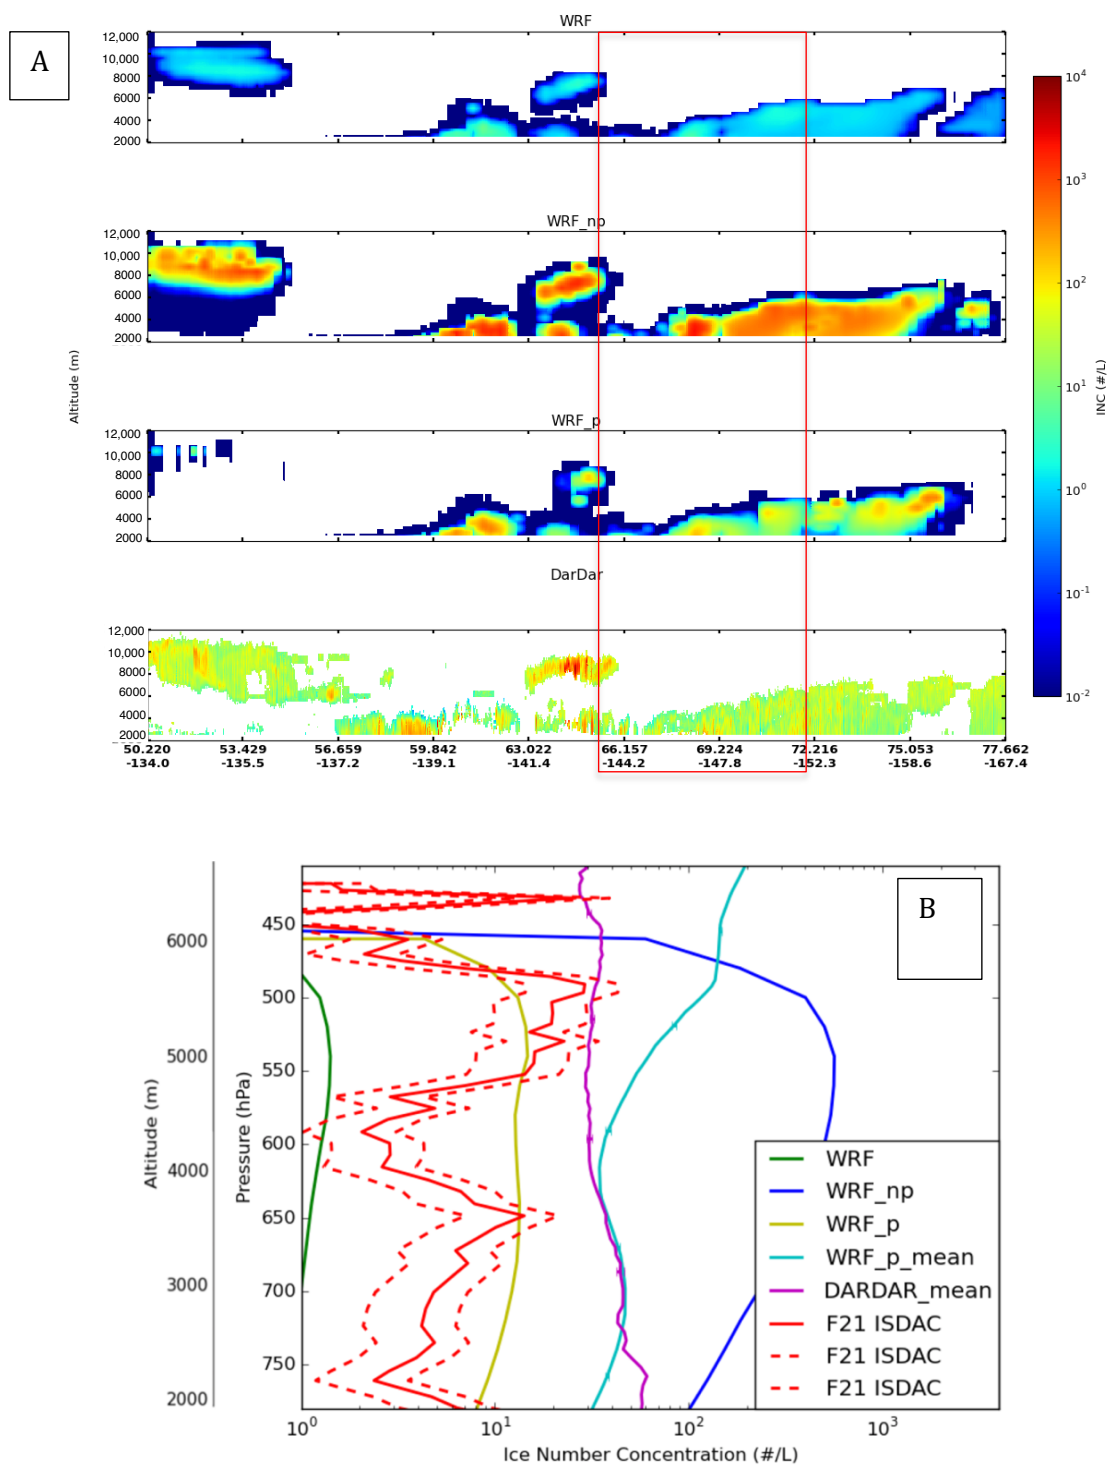 A
WRF
12,000
10,000
8000
6000
4000
2000
WRF_np
12,000
10,000
8000
6000
4000
2000
WRF_p
12,000
10,000
8000
6000
4000
2000
DarDar
12,000
10,000
8000
6000
4000
2000
Altitude (m)
50.220 53.429 56.659 59.842 63.022 66.157 69.224 72.216 75.053 77.662
-134.0 -135.5 -137.2 -139.1 -141.4 -144.2 -147.8 -152.3 -158.6 -167.4
10⁴
10³
10²
10¹
10⁰
10⁻¹
10⁻²
INC (#/L)
B
6000
5000
4000
3000
2000
Altitude (m)
450
500
550
600
650
700
750
Pressure (hPa)
WRF
WRF_np
WRF_p
WRF_p_mean
DARDAR_mean
F21 ISDAC
F21 ISDAC
F21 ISDAC
10⁰ 10¹ 10² 10³
Ice Number Concentration (#/L)